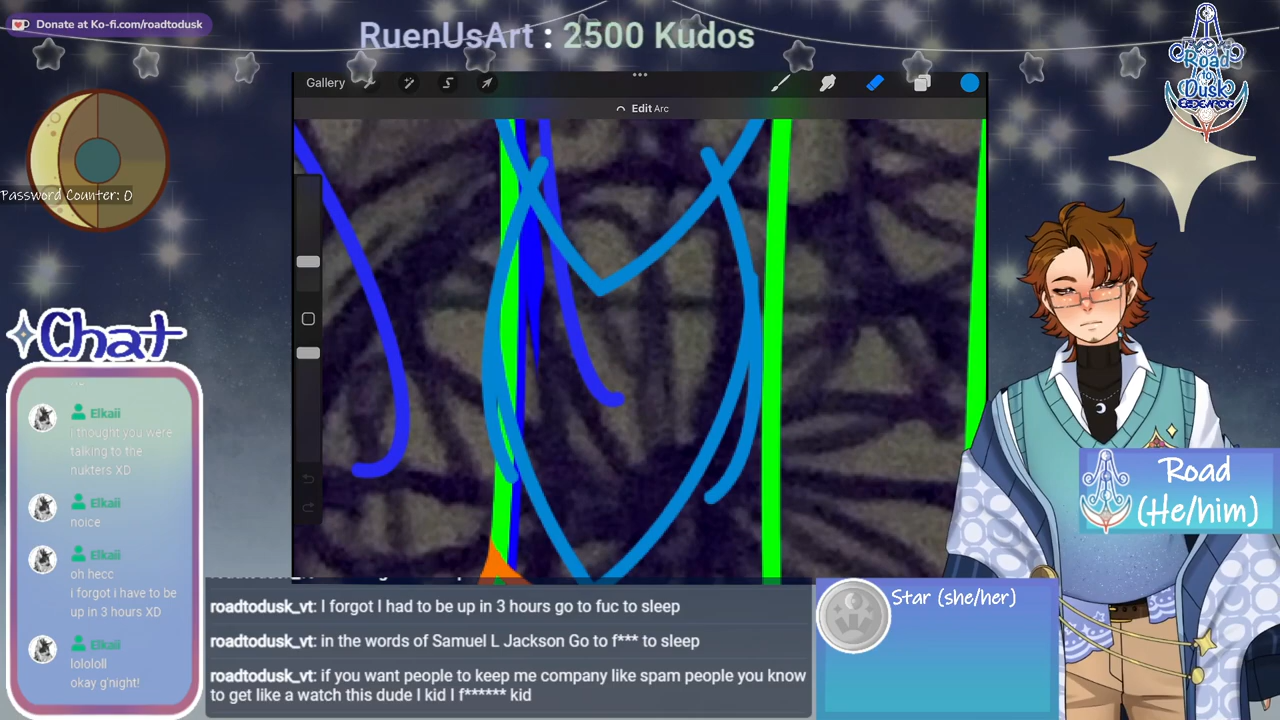 Donate at Ko-fi.com/roadtodusk
RuenUsArt : 2500 Kudos
Road
to
Dusk
Gallery
Edit Arc
Password Counter: 0
Chat
Elkaii
i thought you were
talking to the
nukters XD
Elkaii
noice
Elkaii
oh hecc
i forgot i have to be
up in 3 hours XD
Elkaii
lolololl
okay g'night!
roadtodusk_vt: I forgot I had to be up in 3 hours go to fuc to sleep
roadtodusk_vt: in the words of Samuel L Jackson Go to f*** to sleep
roadtodusk_vt: if you want people to keep me company like spam people you know
to get like a watch this dude I kid I f****** kid
Star (she/her)
Road
(He/him)